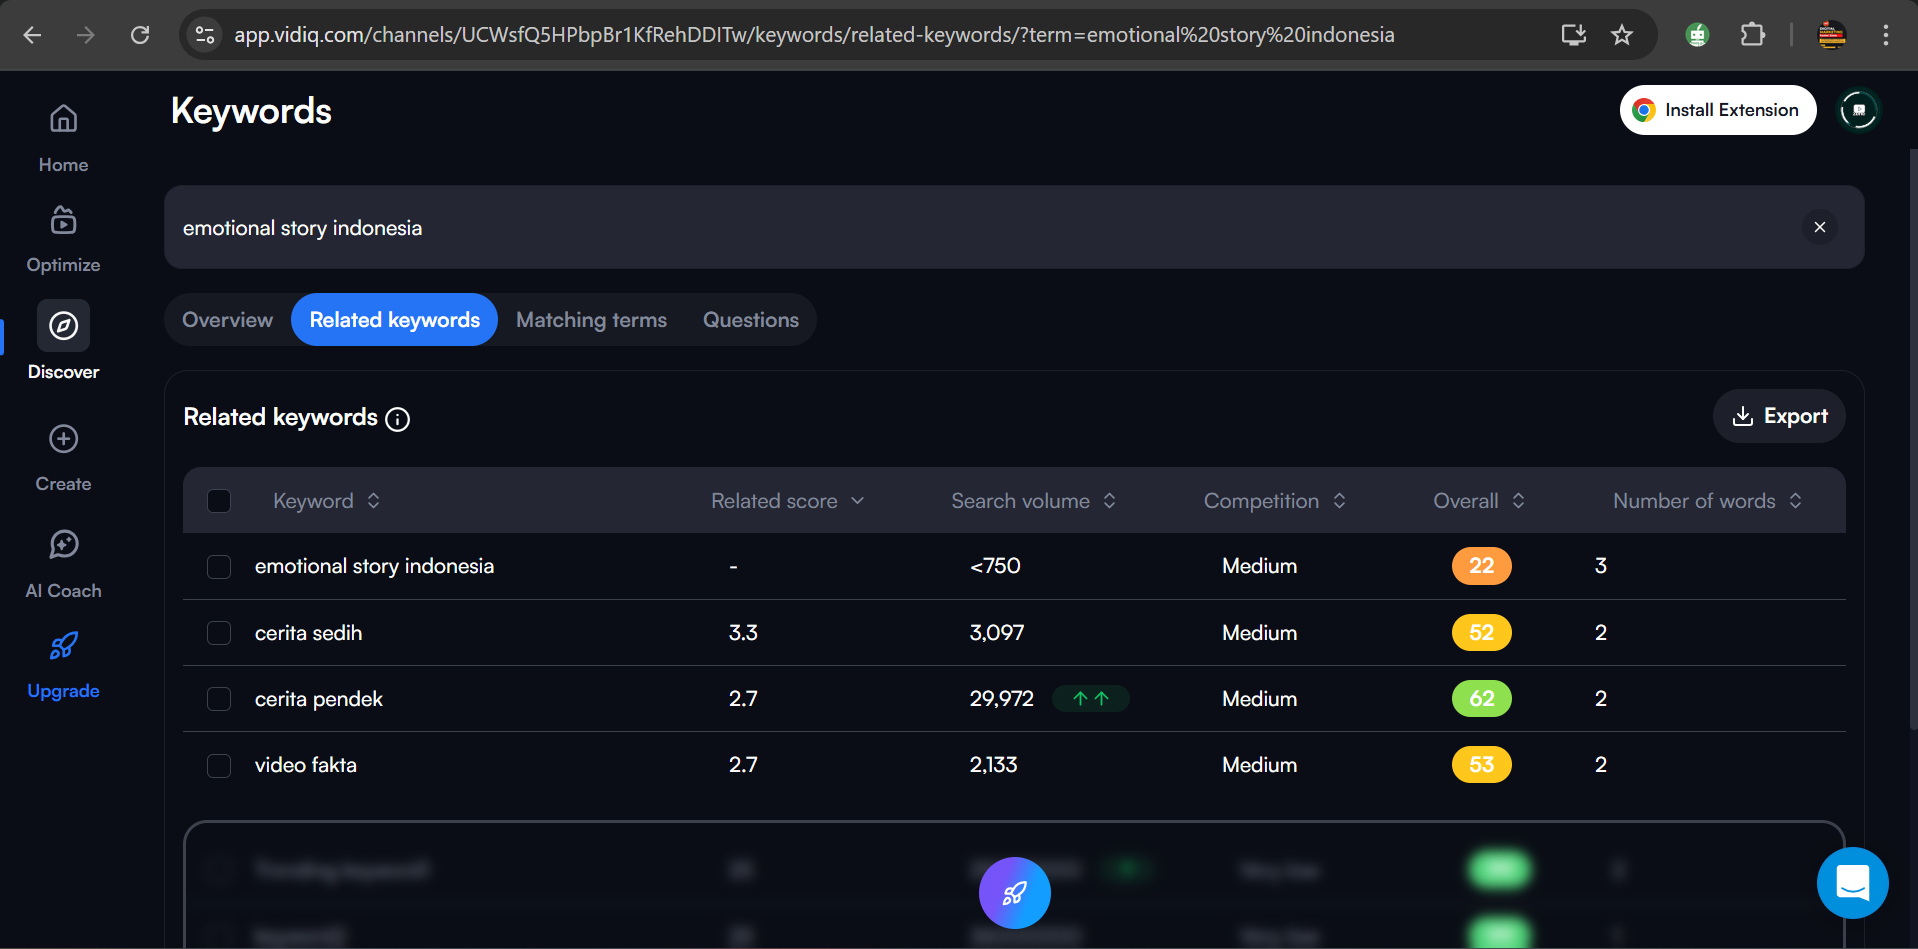 app.vidiq.com/channels/UCWsfQ5HPbpBr1KfRehDDITw/keywords/related-keywords/?term=emotional%20story%20indonesia
Keywords
Install Extension
Home
Optimize
Discover
Create
AI Coach
Upgrade
emotional story indonesia
Overview Related keywords Matching terms Questions
Related keywords
Export
Keyword Related score Search volume Competition Overall Number of words
emotional story indonesia - <750 Medium 22 3
cerita sedih 3.3 3,097 Medium 52 2
cerita pendek 2.7 29,972 Medium 62 2
video fakta 2.7 2,133 Medium 53 2